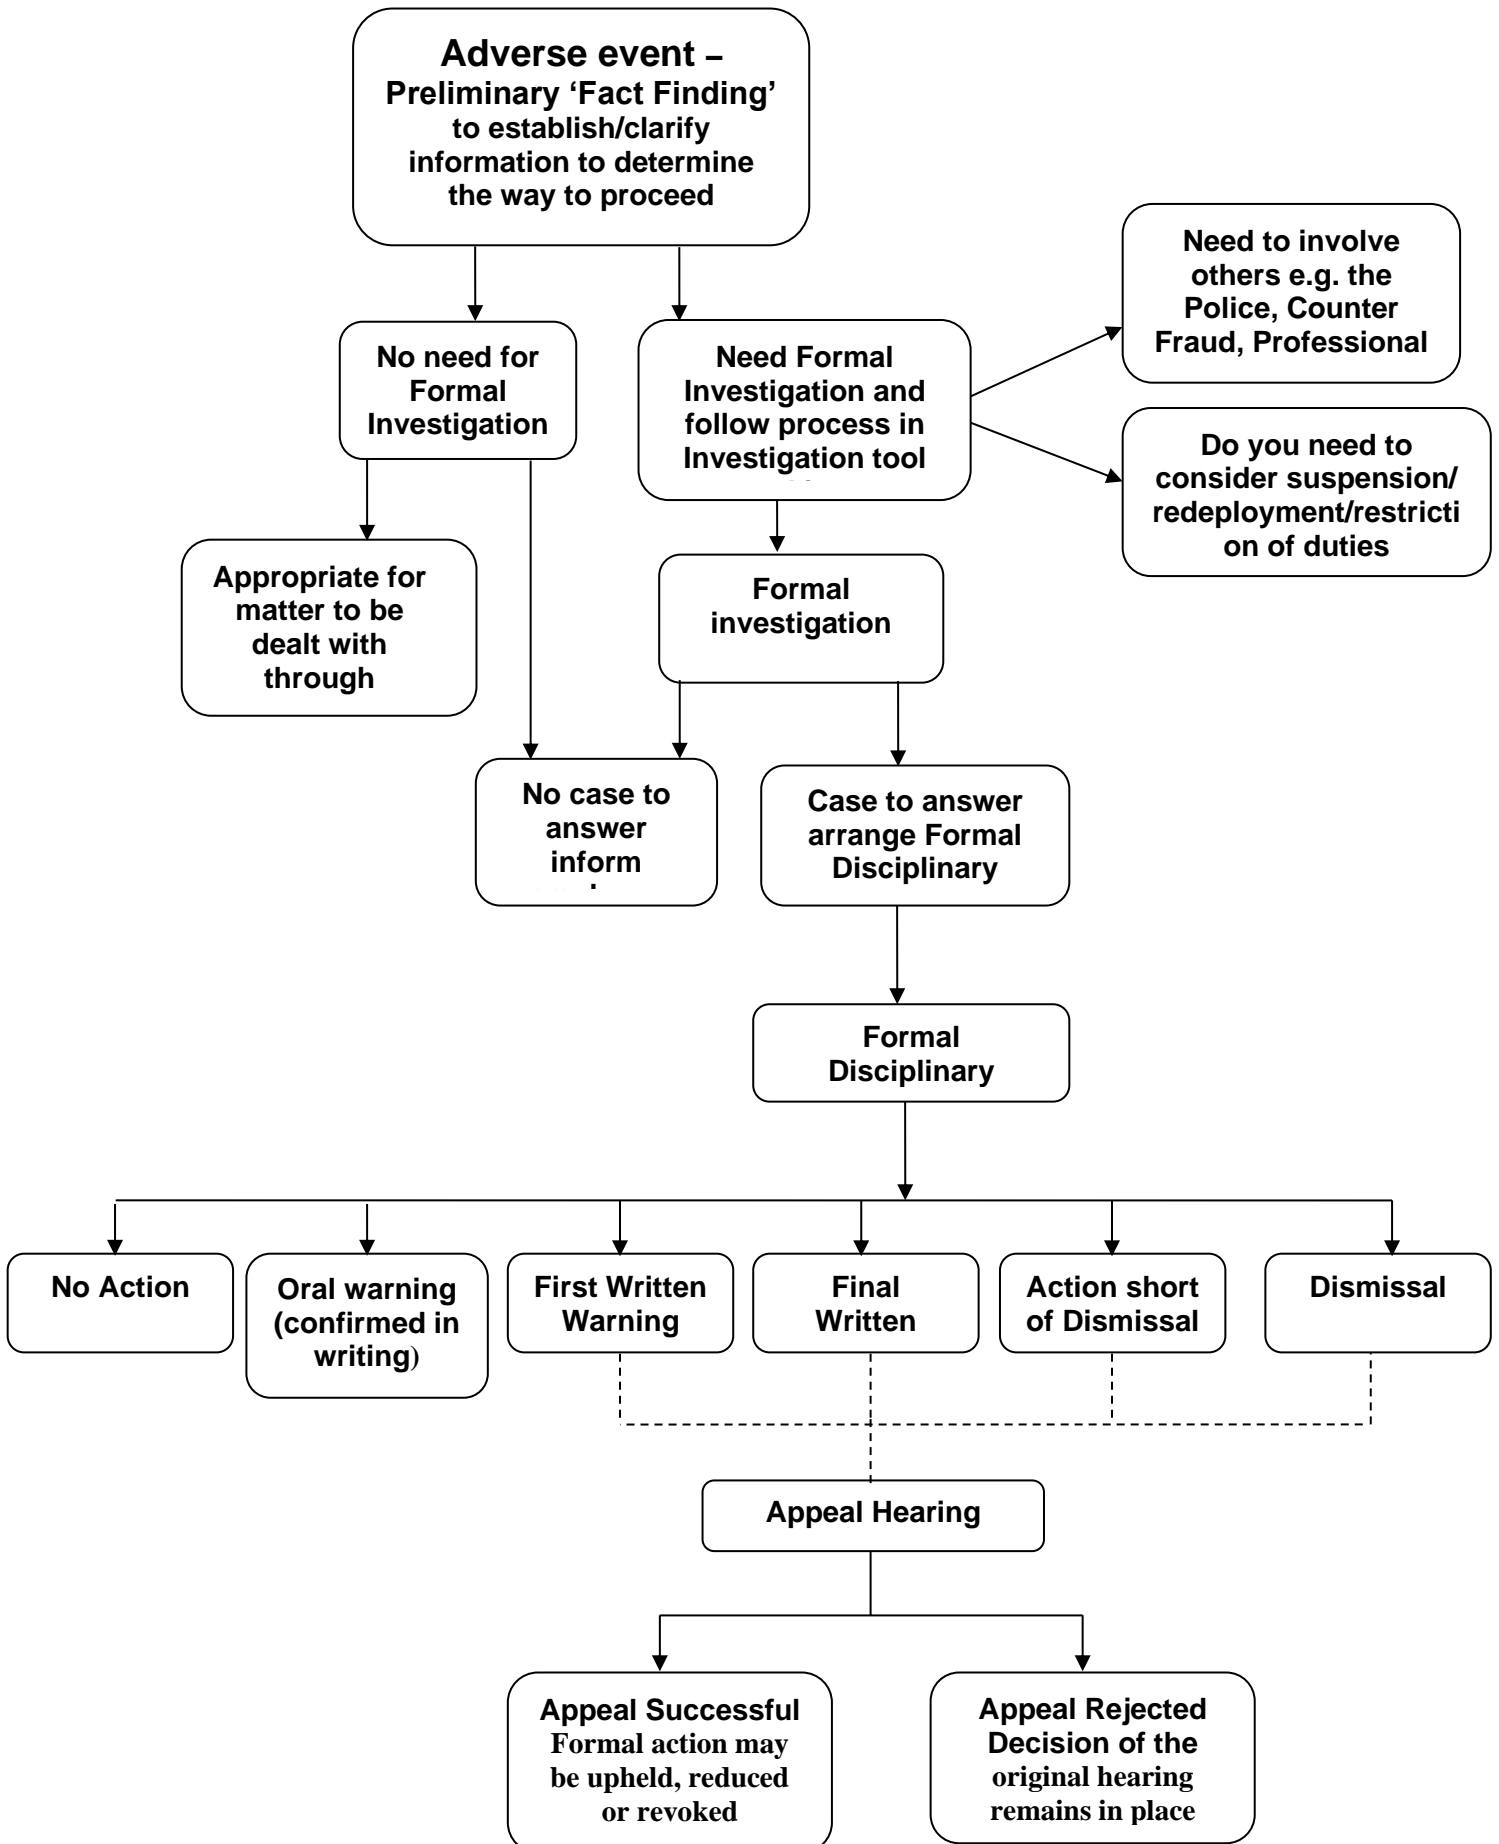 Adverse event –
Preliminary ‘Fact Finding’
to establish/clarify
information to determine
the way to proceed
Need to involve
others e.g. the
Police, Counter
Fraud, Professional
No need for
Formal
Investigation
Need Formal
Investigation and
follow process in
Investigation tool
Do you need to
consider suspension/
redeployment/restricti
on of duties
Appropriate for
matter to be
dealt with
through
Formal
investigation
No case to
answer
inform
Case to answer
arrange Formal
Disciplinary
Formal
Disciplinary
No Action
Oral warning
(confirmed in
writing)
First Written
Warning
Final
Written
Action short
of Dismissal
Dismissal
Appeal Hearing
Appeal Successful
Formal action may
be upheld, reduced
or revoked
Appeal Rejected
Decision of the
original hearing
remains in place